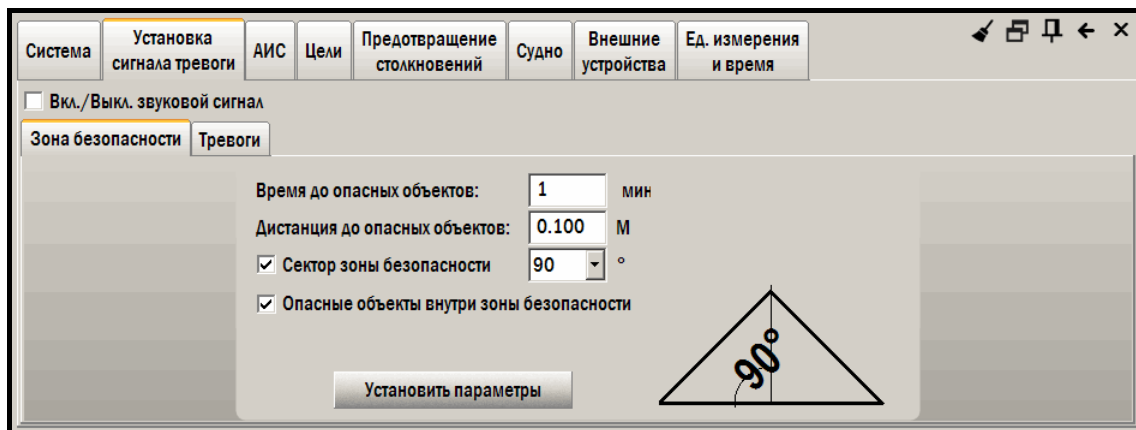 Система
Установка
сигнала тревоги
АИС
Цели
Предотвращение
столкновений
Судно
Внешние
устройства
Ед. измерения
и время
Вкл./Выкл. звуковой сигнал
Зона безопасности
Тревоги
Время до опасных объектов: 1 мин
Дистанция до опасных объектов: 0.100 М
Сектор зоны безопасности 90 °
Опасные объекты внутри зоны безопасности
90°
Установить параметры